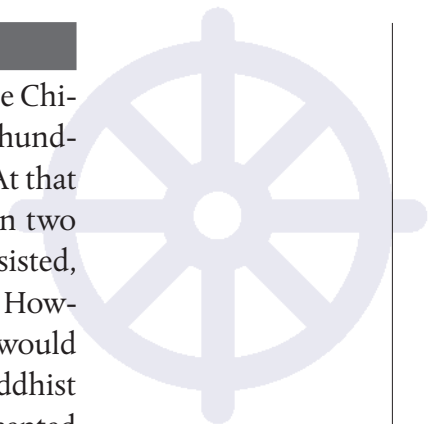 e Chi-
hund-
At that
n two
sisted,
How-
would
ddhist